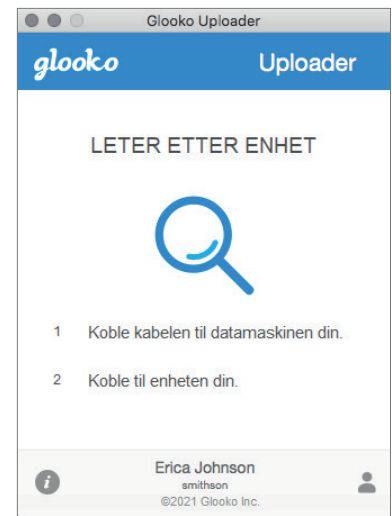 Glooko Uploader
glooko Uploader
LETER ETTER ENHET
1 Koble kabelen til datamaskinen din.
2 Koble til enheten din.
Erica Johnson
smithson
©2021 Glooko Inc.